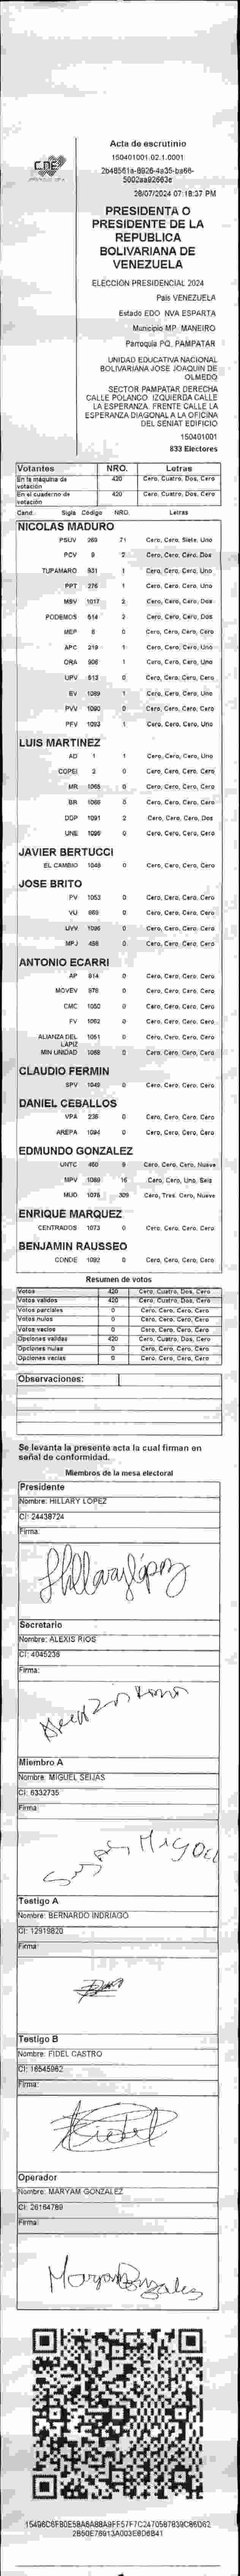 CNE
Acta de escrutinio
150401001.02.1.0001
28/07/2024 07:18:37 PM
PRESIDENTA O
PRESIDENTE DE LA
REPUBLICA
BOLIVARIANA DE
VENEZUELA
ELECCIÓN PRESIDENCIAL 2024
País VENEZUELA
Estado EDO. NVA.ESPARTA
Municipio MP. MANEIRO
Parroquia PQ. PAMPATAR
UNIDAD EDUCATIVA NACIONAL
BOLIVARIANA JOSE JOAQUIN DE
OLMEDO
SECTOR PAMPATAR DERECHA
CALLE POLANCO. IZQUIERDA CALLE
LA ESPERANZA. FRENTE CALLE LA
ESPERANZA DIAGONAL A LA OFICINA
DEL SENIAT EDIFICIO
150401001
833 Electores
Votantes NRO. Letras
En la máquina de votación 420 Cero, Cuatro, Dos, Cero
En el cuaderno de votación 420 Cero, Cuatro, Dos, Cero
Cand. Sigla Código NRO. Letras
NICOLAS MADURO
PSUV 269 71 Cero, Cero, Siete, Uno
PCV 9 2 Cero, Cero, Cero, Dos
TUPAMARO 931 1 Cero, Cero, Cero, Uno
PPT 276 1 Cero, Cero, Cero, Uno
MSV 1017 2 Cero, Cero, Cero, Dos
PODEMOS 514 2 Cero, Cero, Cero, Dos
MEP 8 0 Cero, Cero, Cero, Cero
APC 219 1 Cero, Cero, Cero, Uno
ORA 906 1 Cero, Cero, Cero, Uno
UPV 512 0 Cero, Cero, Cero, Cero
EV 1089 1 Cero, Cero, Cero, Uno
PVV 1090 0 Cero, Cero, Cero, Cero
PFV 1093 1 Cero, Cero, Cero, Uno
LUIS MARTINEZ
AD 1 1 Cero, Cero, Cero, Uno
COPEI 2 0 Cero, Cero, Cero, Cero
MR 1065 0 Cero, Cero, Cero, Cero
BR 1066 0 Cero, Cero, Cero, Cero
DDP 1091 2 Cero, Cero, Cero, Dos
UNE 1096 0 Cero, Cero, Cero, Cero
JAVIER BERTUCCI
EL CAMBIO 1048 0 Cero, Cero, Cero, Cero
JOSE BRITO
PV 1053 0 Cero, Cero, Cero, Cero
VU 869 0 Cero, Cero, Cero, Cero
UVV 1095 0 Cero, Cero, Cero, Cero
MPJ 456 0 Cero, Cero, Cero, Cero
ANTONIO ECARRI
AP 914 0 Cero, Cero, Cero, Cero
MOVEV 978 0 Cero, Cero, Cero, Cero
CMC 1050 0 Cero, Cero, Cero, Cero
FV 1062 0 Cero, Cero, Cero, Cero
ALIANZA DEL LAPIZ 1051 0 Cero, Cero, Cero, Cero
MIN UNIDAD 1068 0 Cero, Cero, Cero, Cero
CLAUDIO FERMIN
SPV 1049 0 Cero, Cero, Cero, Cero
DANIEL CEBALLOS
VPA 235 0 Cero, Cero, Cero, Cero
AREPA 1094 0 Cero, Cero, Cero, Cero
EDMUNDO GONZALEZ
UNTC 460 9 Cero, Cero, Cero, Nueve
MPV 1069 16 Cero, Cero, Uno, Seis
MUD 1075 309 Cero, Tres, Cero, Nueve
ENRIQUE MARQUEZ
CENTRADOS 1073 0 Cero, Cero, Cero, Cero
BENJAMIN RAUSSEO
CONDE 1092 0 Cero, Cero, Cero, Cero
Resumen de votos
Votos 420 Cero, Cuatro, Dos, Cero
Votos válidos 420 Cero, Cuatro, Dos, Cero
Votos parciales 0 Cero, Cero, Cero, Cero
Votos nulos 0 Cero, Cero, Cero, Cero
Votos vacíos 0 Cero, Cero, Cero, Cero
Opciones válidas 420 Cero, Cuatro, Dos, Cero
Opciones nulas 0 Cero, Cero, Cero, Cero
Opciones vacías 0 Cero, Cero, Cero, Cero
Observaciones:
Se levanta la presente acta la cual firman en
señal de conformidad.
Miembros de la mesa electoral
Presidente
Nombre: HILLARY LOPEZ
CI: 24438724
Firma:
Hillary lópez
Secretario
Nombre: ALEXIS RIOS
CI: 4045236
Firma:
Miembro A
Nombre: MIGUEL SEIJAS
CI: 6332735
Firma:
Miguel
Testigo A
Nombre: BERNARDO INDRIAGO
CI: 12919820
Firma:
Testigo B
Nombre: FIDEL CASTRO
CI: 16545962
Firma:
Fidel
Operador
Nombre: MARYAM GONZALEZ
CI: 26164789
Firma:
Maryam Gonzalez